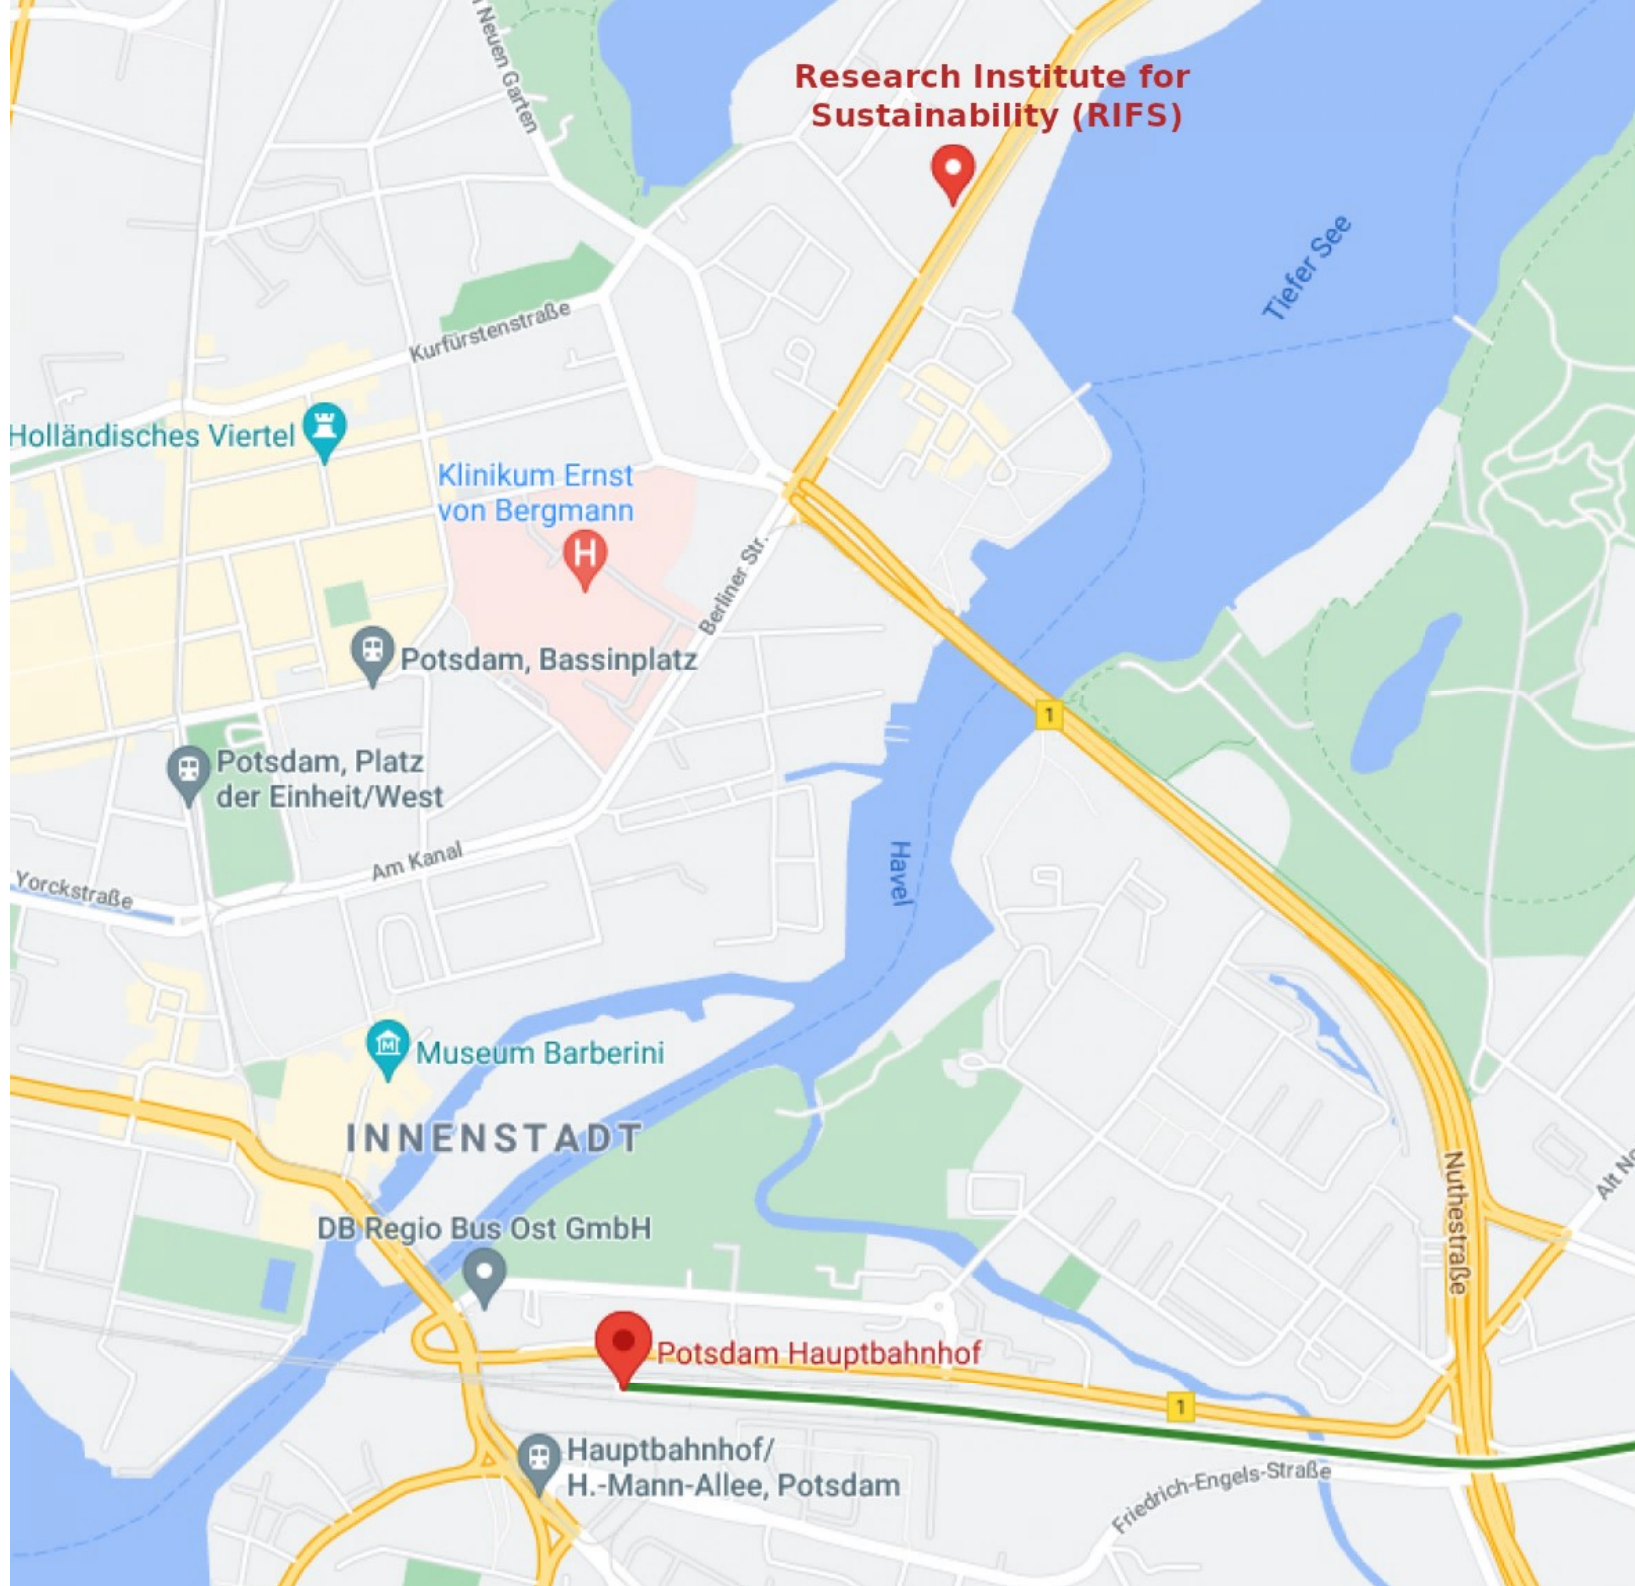 Neuen Garten
Research Institute for
Sustainability (RIFS)
Tiefer See
Kurfürstenstraße
Holländisches Viertel
Klinikum Ernst
von Bergmann
H
Berliner Str.
Potsdam, Bassinplatz
1
Potsdam, Platz
der Einheit/West
Am Kanal
Havel
Yorckstraße
M
Museum Barberini
INNENSTADT
Nuthestraße
Alt No
DB Regio Bus Ost GmbH
Potsdam Hauptbahnhof
1
Hauptbahnhof/
H.-Mann-Allee, Potsdam
Friedrich-Engels-Straße